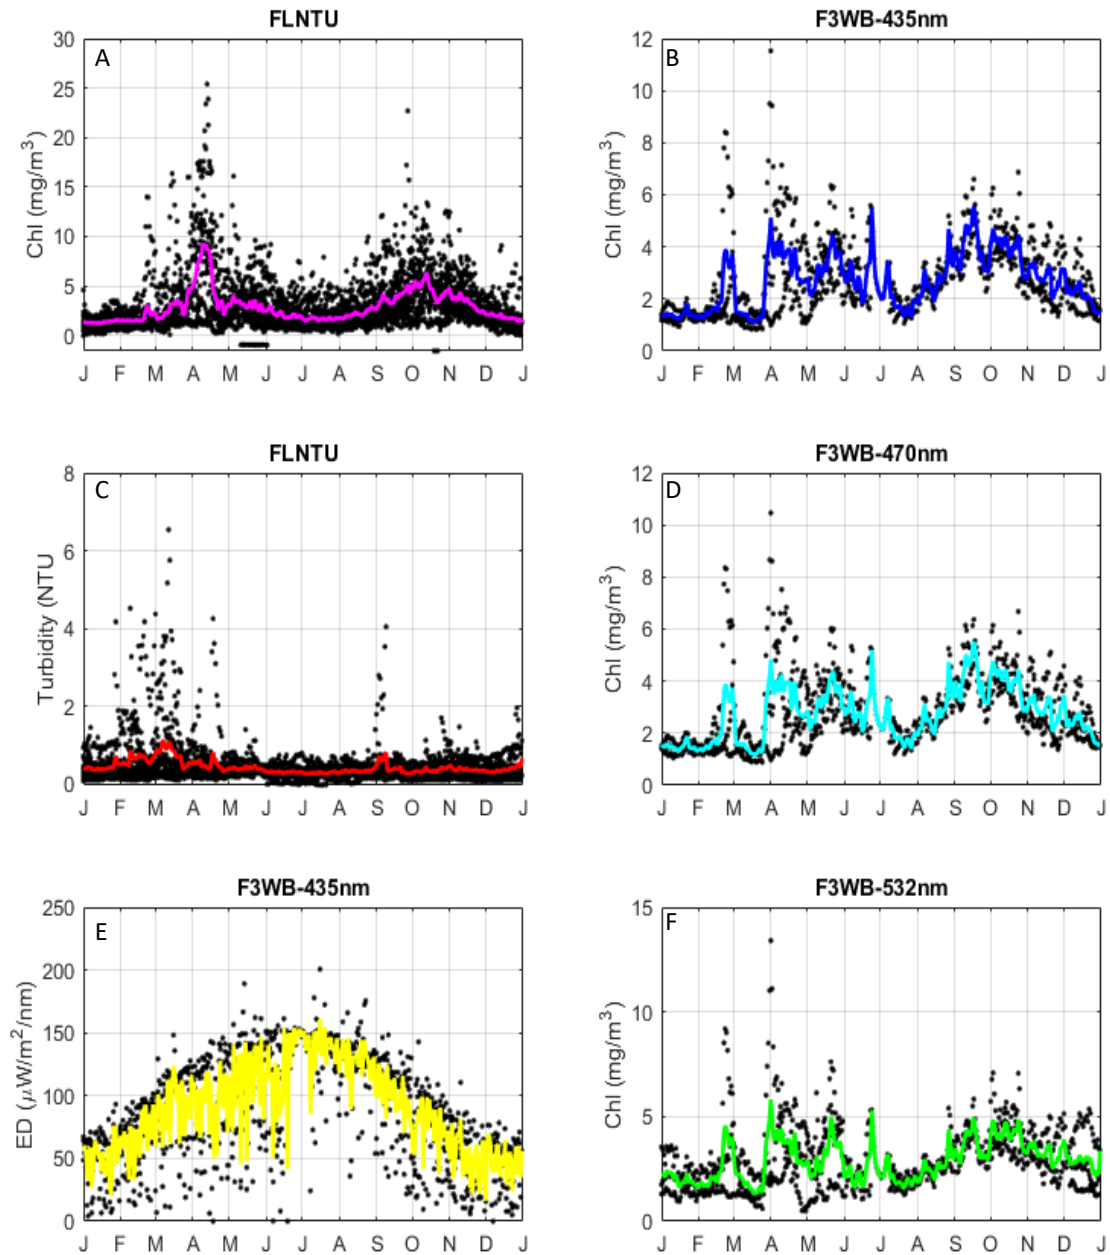 FLNTU
A
Chl (mg/m³)
30
25
20
15
10
5
0
J F M A M J J A S O N D J
F3WB-435nm
B
Chl (mg/m³)
12
10
8
6
4
2
0
J F M A M J J A S O N D J
FLNTU
C
Turbidity (NTU
8
6
4
2
0
J F M A M J J A S O N D J
F3WB-470nm
D
Chl (mg/m³)
12
10
8
6
4
2
0
J F M A M J J A S O N D J
F3WB-435nm
E
ED (μW/m²/nm)
250
200
150
100
50
0
J F M A M J J A S O N D J
F3WB-532nm
F
Chl (mg/m³)
15
10
5
0
J F M A M J J A S O N D J